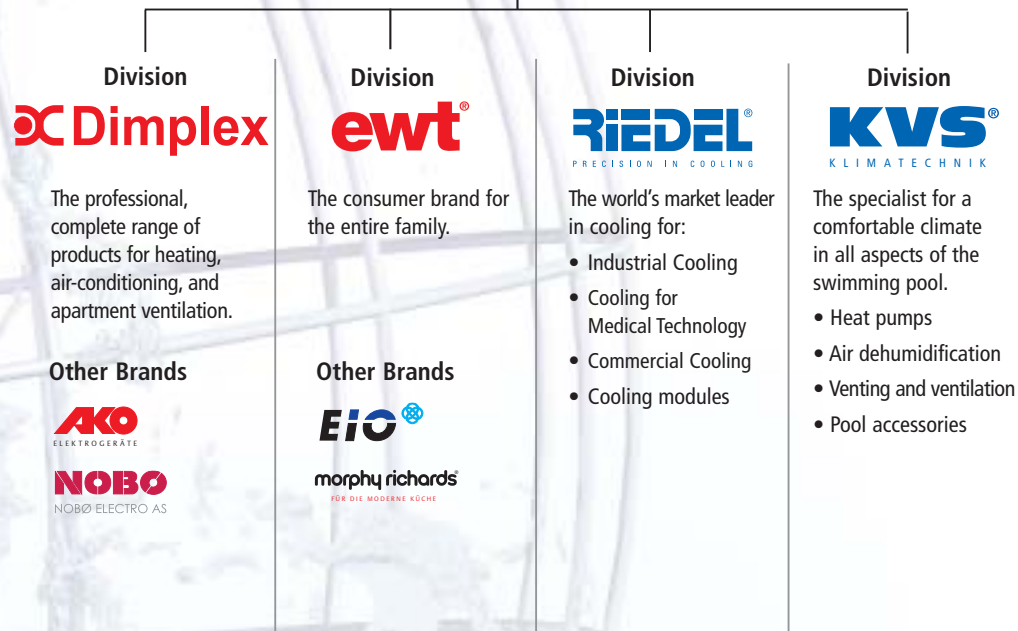 Division
Dimplex
The professional,
complete range of
products for heating,
air-conditioning, and
apartment ventilation.
Other Brands
AKO
ELEKTROGERÄTE
NOBØ
NOBØ ELECTRO AS
Division
ewt®
The consumer brand for
the entire family.
Other Brands
EIO
morphy richards®
FÜR DIE MODERNE KÜCHE
Division
RIEDEL®
PRECISION IN COOLING
The world's market leader
in cooling for:
• Industrial Cooling
• Cooling for
Medical Technology
• Commercial Cooling
• Cooling modules
Division
KVS®
KLIMATECHNIK
The specialist for a
comfortable climate
in all aspects of the
swimming pool.
• Heat pumps
• Air dehumidification
• Venting and ventilation
• Pool accessories